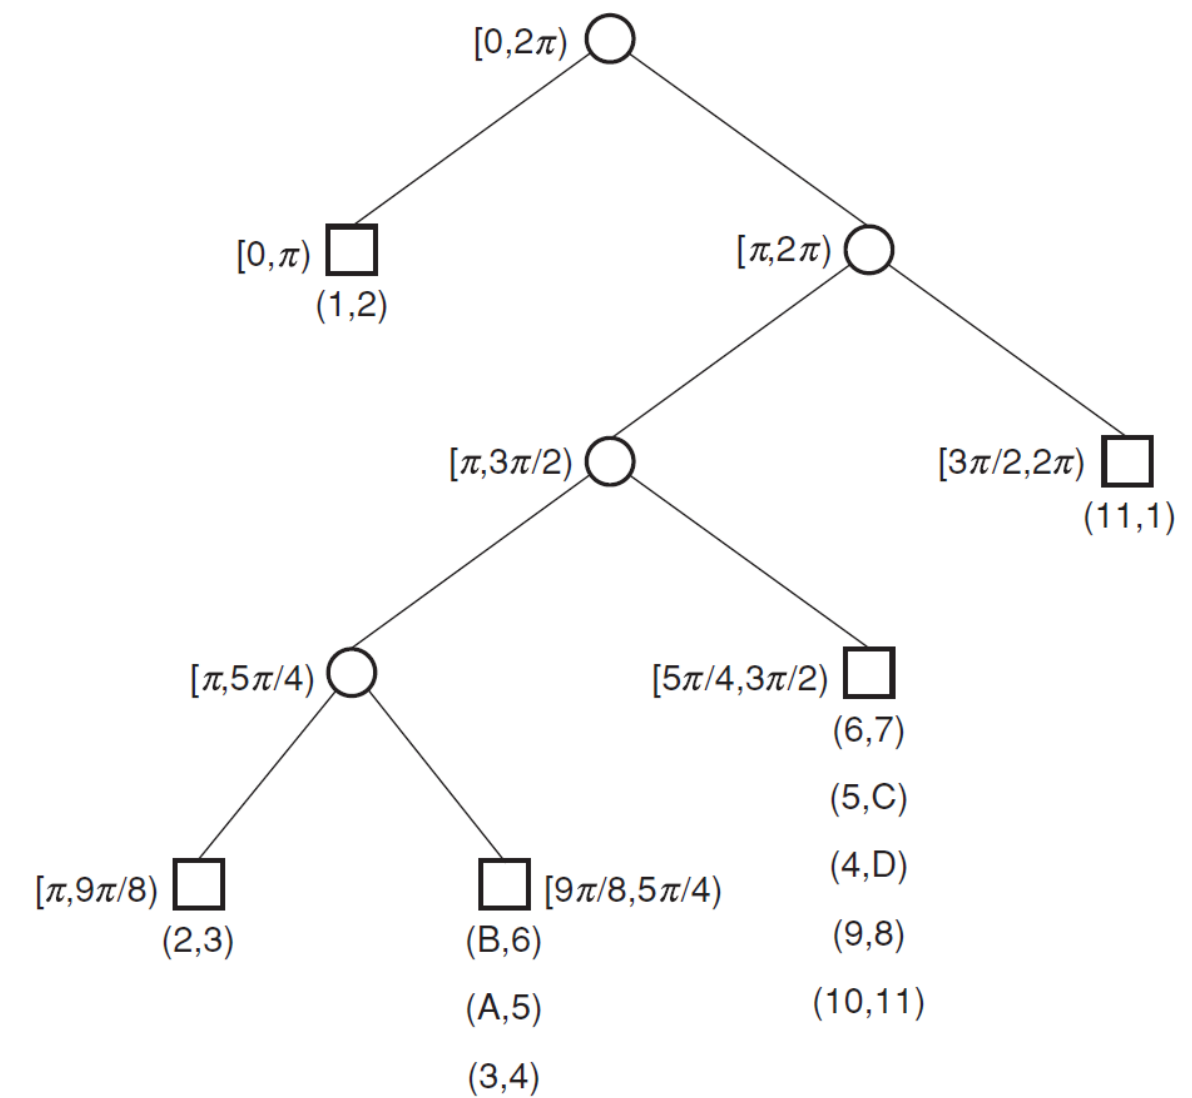 [0,2π)
[0,π)
(1,2)
[π,2π)
[π,3π/2)
[3π/2,2π)
(11,1)
[π,5π/4)
[5π/4,3π/2)
(6,7)
(5,C)
(4,D)
(9,8)
(10,11)
[π,9π/8)
(2,3)
[9π/8,5π/4)
(B,6)
(A,5)
(3,4)